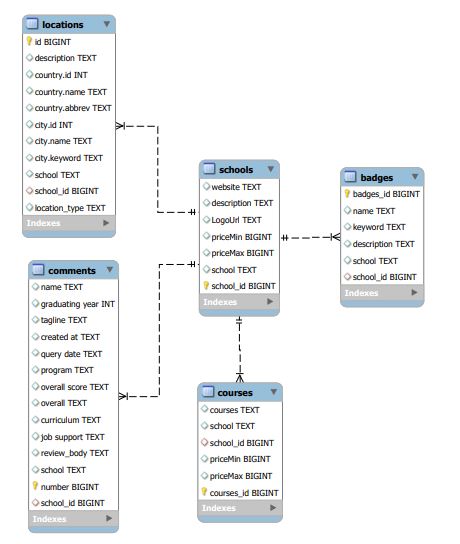 locations
id BIGINT
description TEXT
country.id INT
country.name TEXT
country.abbrev TEXT
city.id INT
city.name TEXT
city.keyword TEXT
school TEXT
school_id BIGINT
location_type TEXT
Indexes
schools
website TEXT
description TEXT
LogoUrl TEXT
priceMin BIGINT
priceMax BIGINT
school TEXT
school_id BIGINT
Indexes
badges
badges_id BIGINT
name TEXT
keyword TEXT
description TEXT
school TEXT
school_id BIGINT
Indexes
comments
name TEXT
graduating year INT
tagline TEXT
created at TEXT
query date TEXT
program TEXT
overall score TEXT
overall TEXT
curriculum TEXT
job support TEXT
review_body TEXT
school TEXT
number BIGINT
school_id BIGINT
Indexes
courses
courses TEXT
school TEXT
school_id BIGINT
priceMin BIGINT
priceMax BIGINT
courses_id BIGINT
Indexes